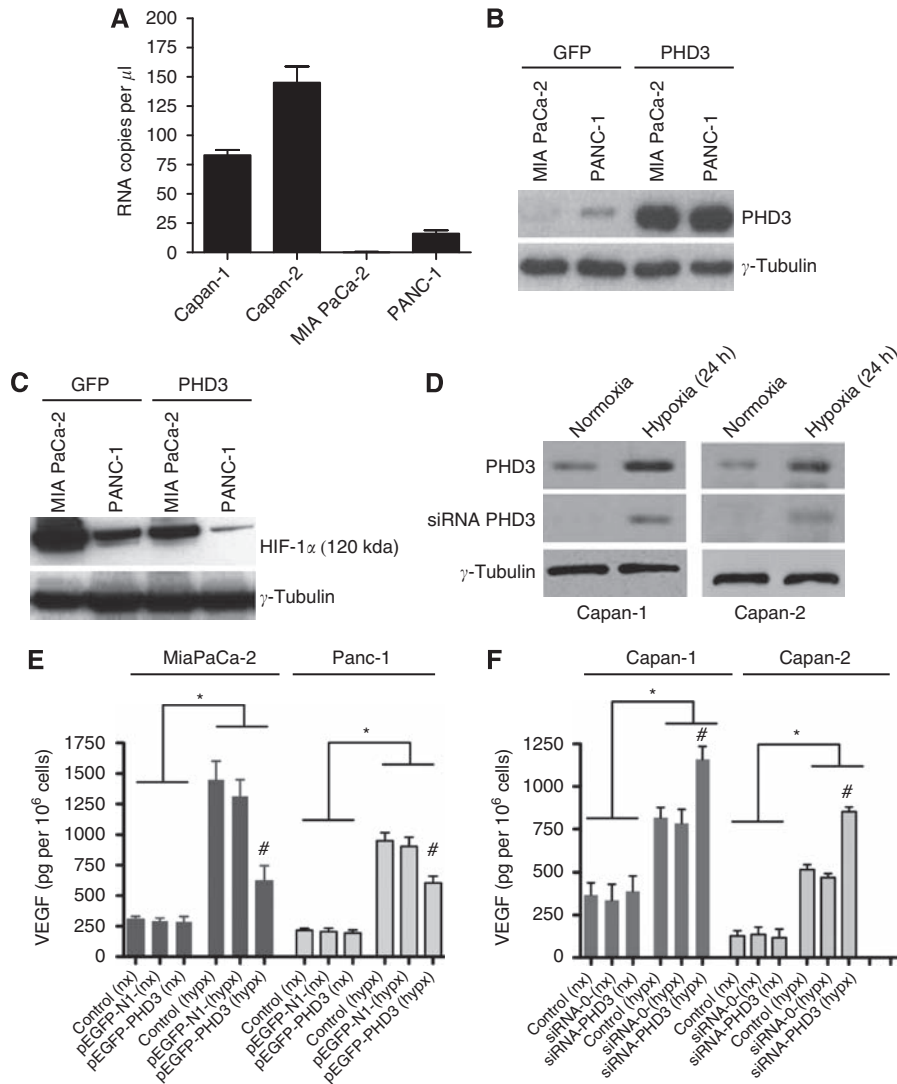 A
RNA copies per μl
200
175
150
125
100
75
50
25
0
Capan-1
Capan-2
MIA PaCa-2
PANC-1
B
GFP
PHD3
MIA PaCa-2
PANC-1
MIA PaCa-2
PANC-1
PHD3
γ-Tubulin
C
GFP
PHD3
MIA PaCa-2
PANC-1
MIA PaCa-2
PANC-1
HIF-1α (120 kda)
γ-Tubulin
D
Normoxia
Hypoxia (24 h)
Normoxia
Hypoxia (24 h)
PHD3
siRNA PHD3
γ-Tubulin
Capan-1
Capan-2
E
MiaPaCa-2
Panc-1
*
*
VEGF (pg per 10⁶ cells)
1750
1500
1000
750
500
250
0
#
#
Control (nx)
pEGFP-N1-(nx)
pEGFP-PHD3 (nx)
Control (hypx)
pEGFP-N1-(hypx)
pEGFP-PHD3 (hypx)
Control (nx)
pEGFP-N1-(nx)
pEGFP-PHD3 (nx)
Control (hypx)
pEGFP-N1-(hypx)
pEGFP-PHD3 (hypx)
F
Capan-1
Capan-2
*
*
VEGF (pg per 10⁶ cells)
1250
1000
750
500
250
0
#
#
Control (nx)
siRNA-0-(nx)
siRNA-PHD3 (nx)
Control (hypx)
siRNA-0-(hypx)
siRNA-PHD3 (hypx)
Control (nx)
siRNA-0-(nx)
siRNA-PHD3 (nx)
Control (hypx)
siRNA-0-(hypx)
siRNA-PHD3 (hypx)